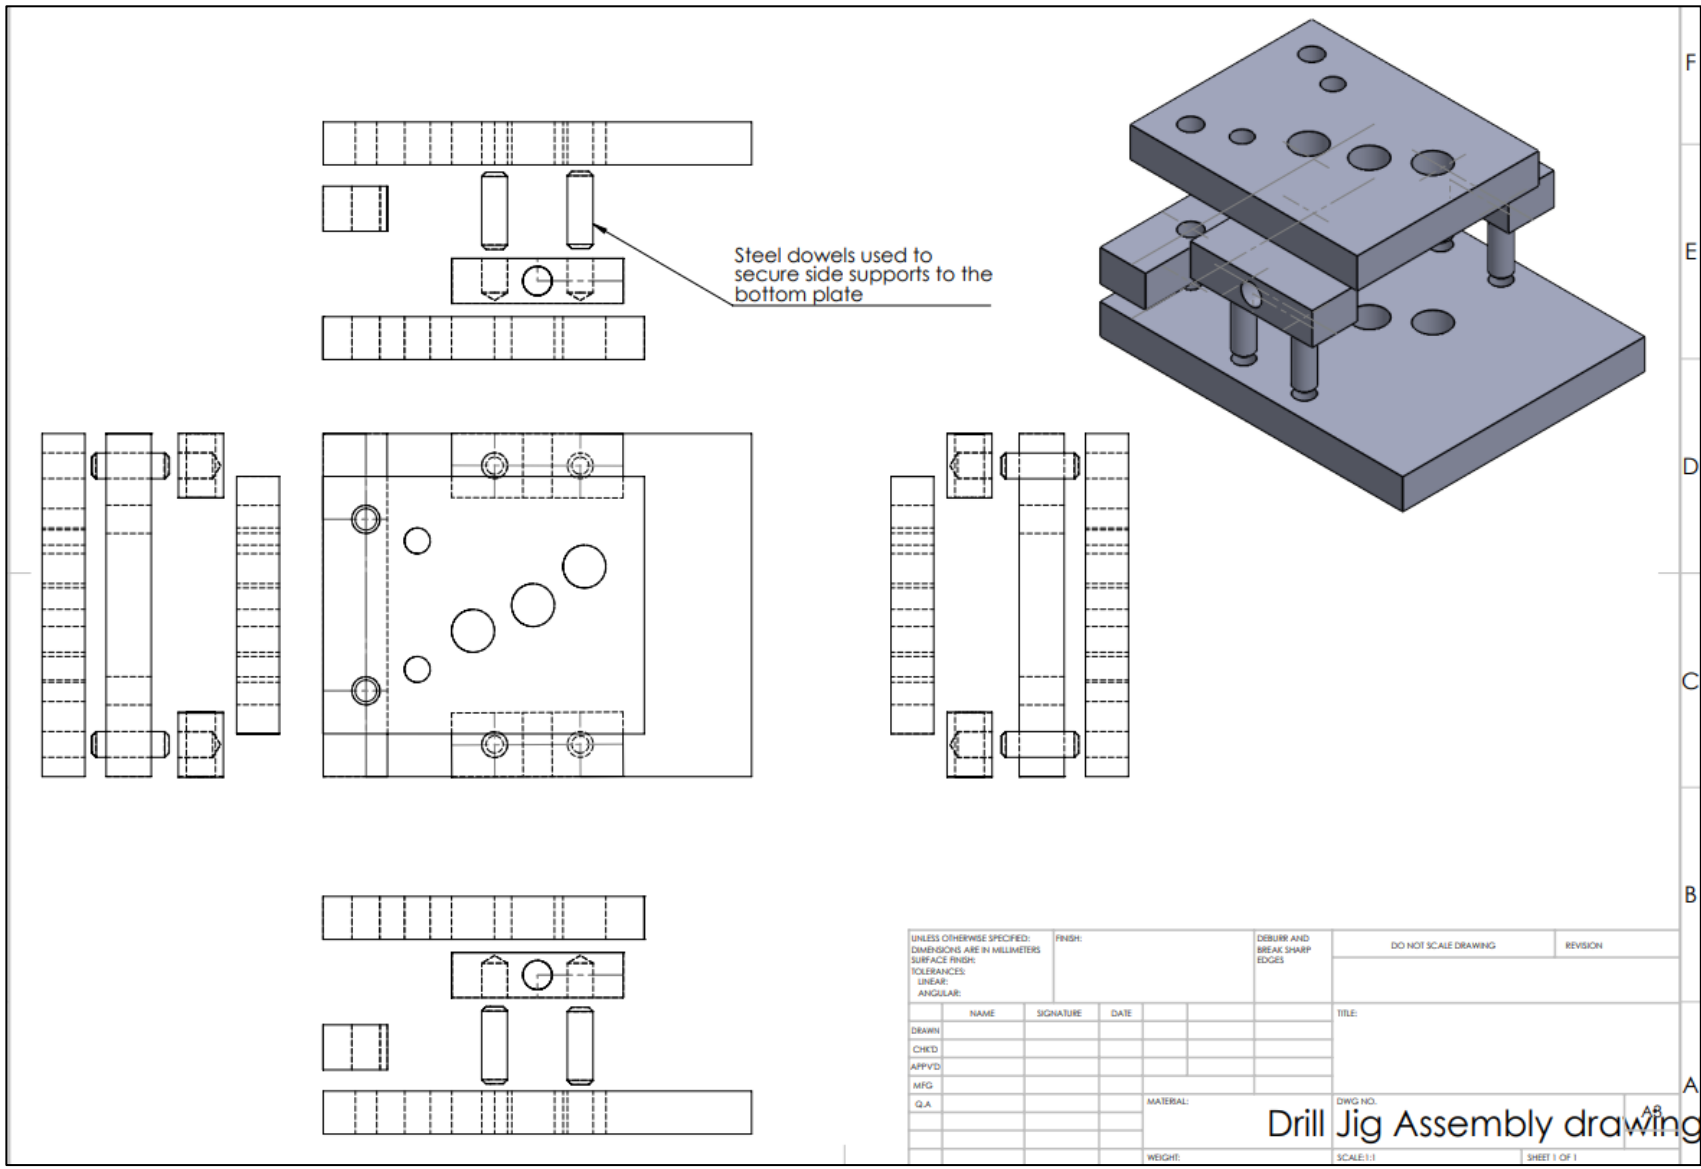 F
E
Steel dowels used to
secure side supports to the
bottom plate
D
C
B
UNLESS OTHERWISE SPECIFIED:
DIMENSIONS ARE IN MILLIMETERS
SURFACE FINISH:
TOLERANCES:
LINEAR:
ANGULAR:
FINISH:
DEBURR AND
BREAK SHARP
EDGES
DO NOT SCALE DRAWING
REVISION
NAME
SIGNATURE
DATE
TITLE:
DRAWN
CHK'D
APPV'D
MFG
A
Q.A
MATERIAL:
DWG NO.
Drill Jig Assembly drawing
A3
WEIGHT:
SCALE:1:1
SHEET 1 OF 1